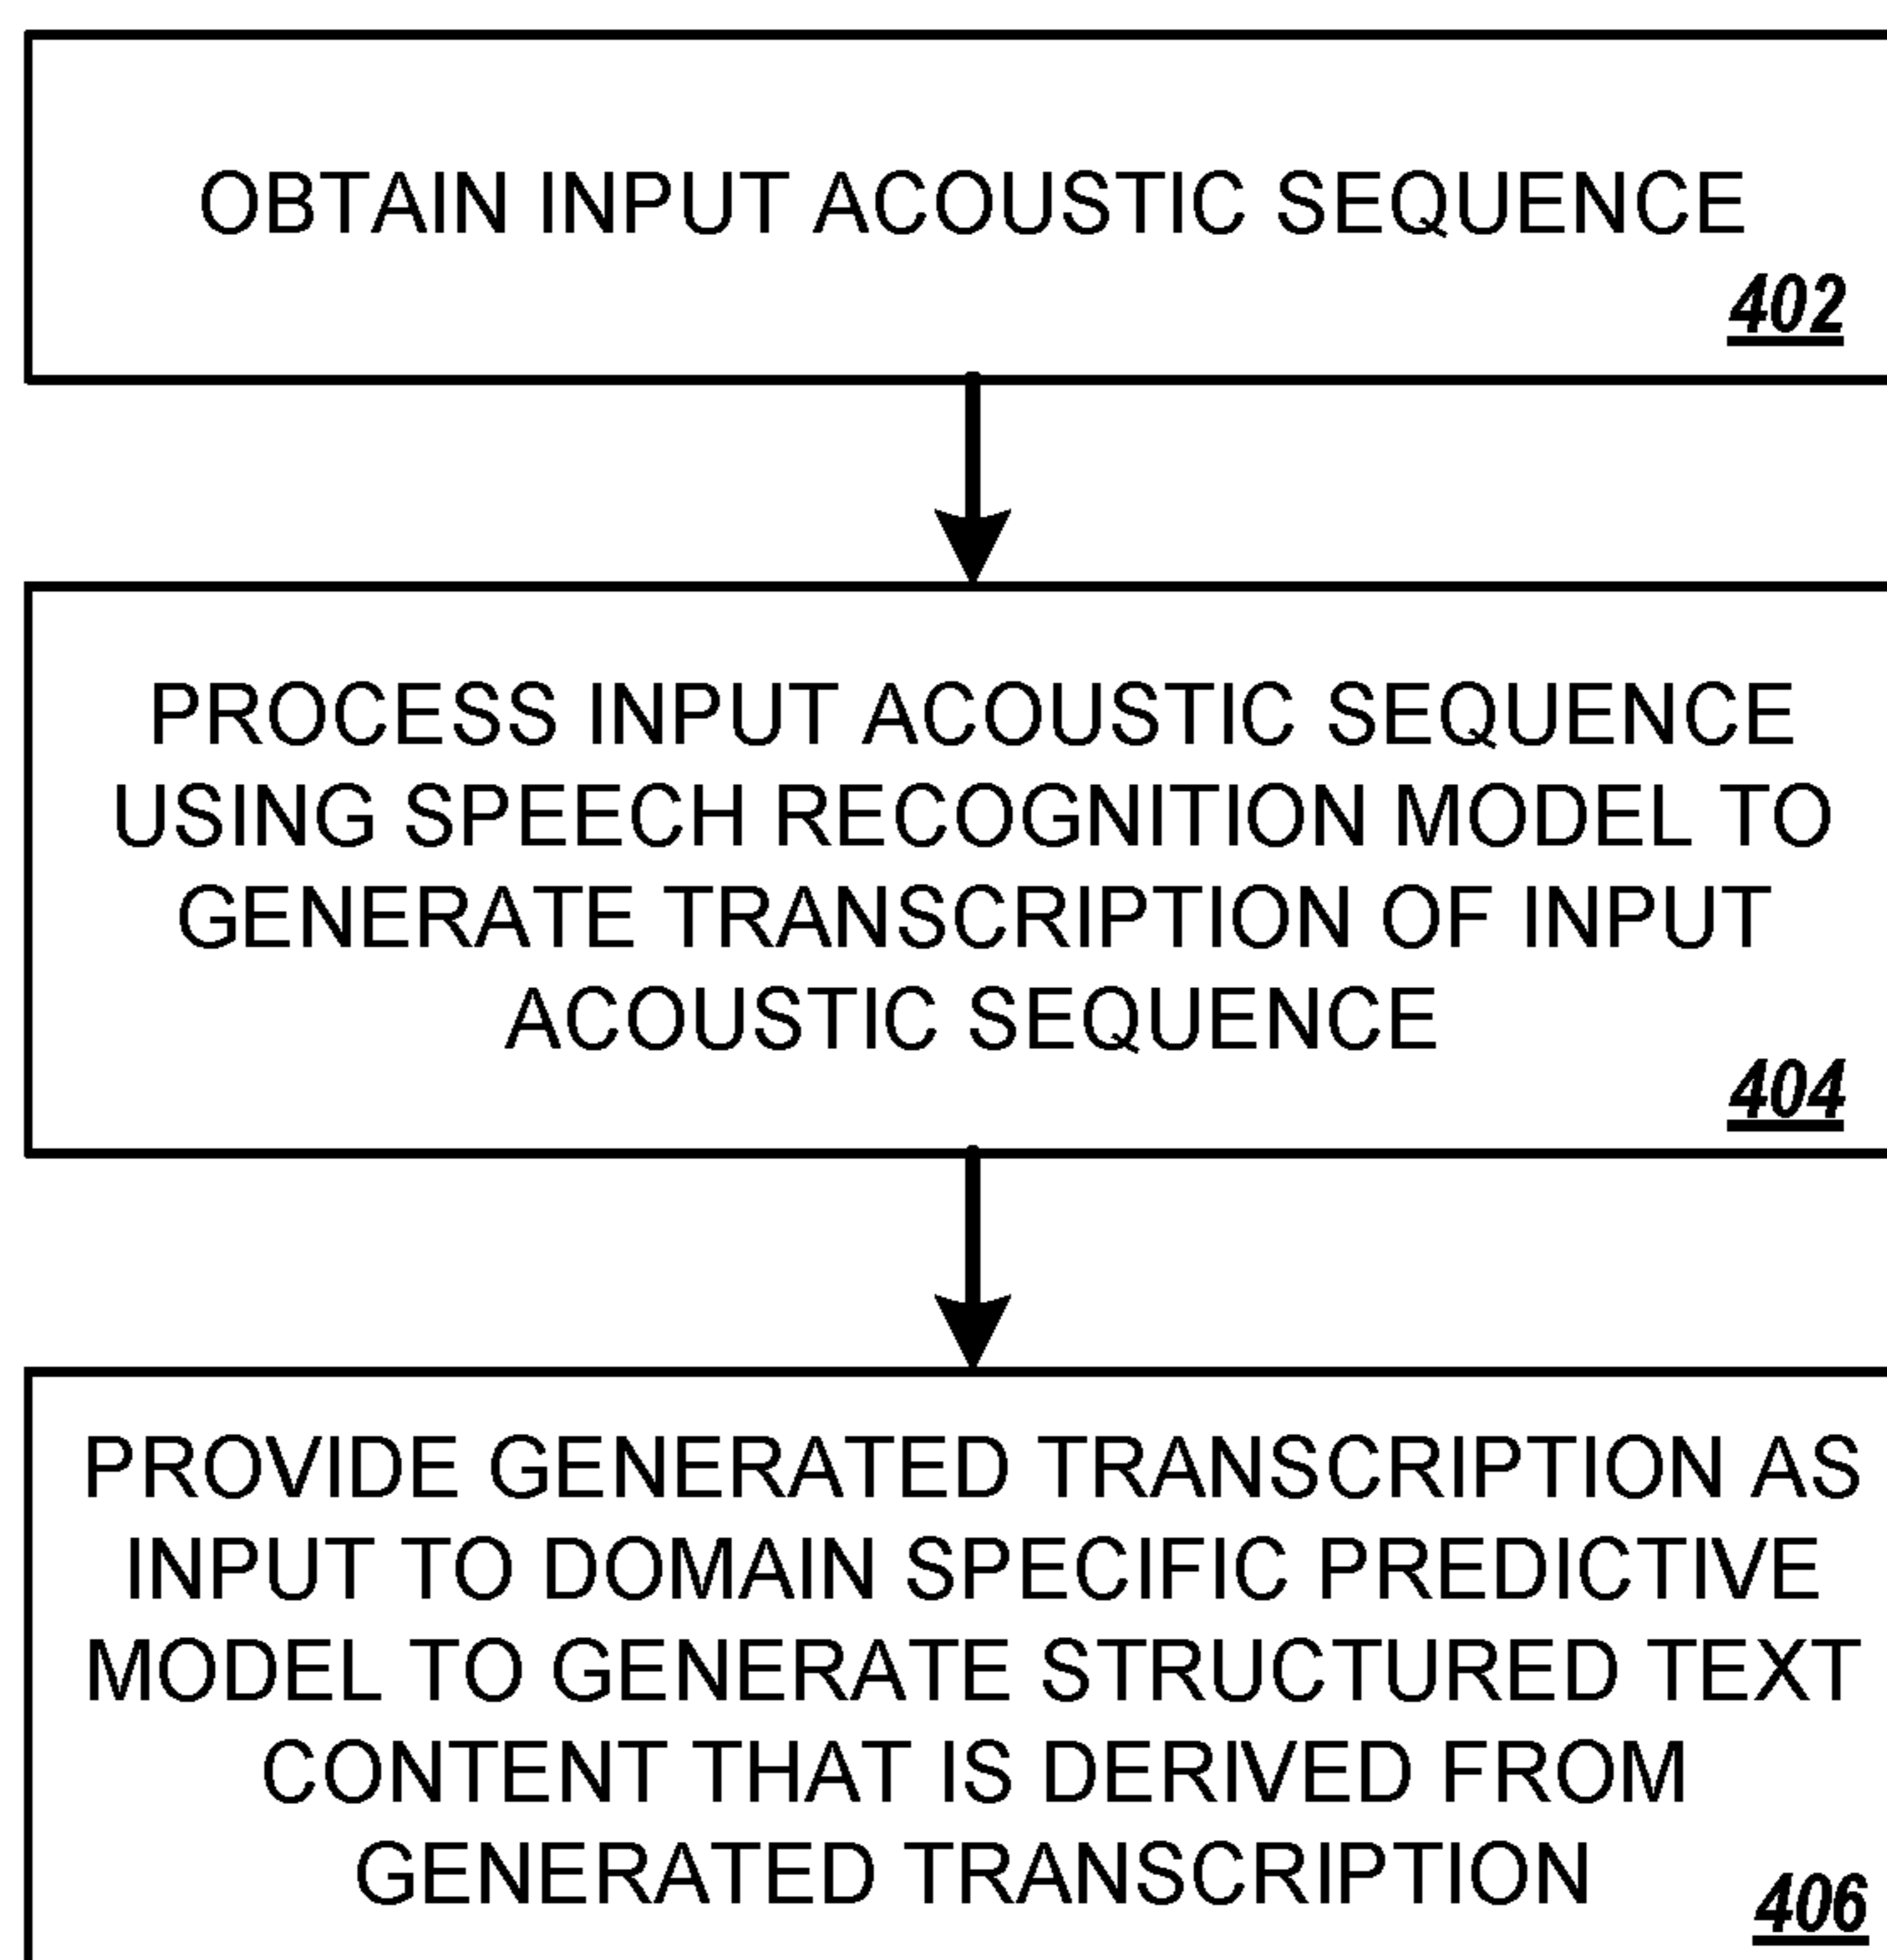 OBTAIN INPUT ACOUSTIC SEQUENCE
402
PROCESS INPUT ACOUSTIC SEQUENCE
USING SPEECH RECOGNITION MODEL TO
GENERATE TRANSCRIPTION OF INPUT
ACOUSTIC SEQUENCE
404
PROVIDE GENERATED TRANSCRIPTION AS
INPUT TO DOMAIN SPECIFIC PREDICTIVE
MODEL TO GENERATE STRUCTURED TEXT
CONTENT THAT IS DERIVED FROM
GENERATED TRANSCRIPTION
406